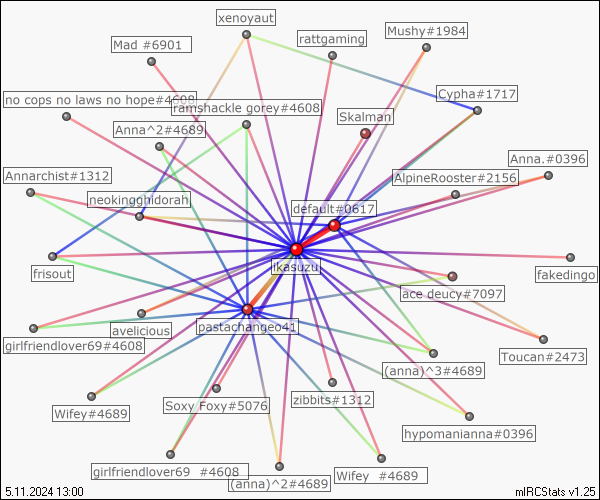 xenoyaut
Mushy#1984
rattgaming
Mad #6901
Cypha#1717
no cops no laws no hope#4608
ramshackle gorey#4608
Skalman
Anna^2#4689
Anna.#0396
Annarchist#1312
AlpineRooster#2156
neokingghidorah
default#0617
ikasuzu
frisout
fakedingo
ace deucy#7097
pastachangeo41
avelicious
girlfriendlover69#4608
Toucan#2473
(anna)^3#4689
zibbits#1312
Soxy Foxy#5076
Wifey#4689
hypomanianna#0396
girlfriendlover69  #4608
Wifey  #4689
(anna)^2#4689
5.11.2024 13:00
mIRCStats v1.25